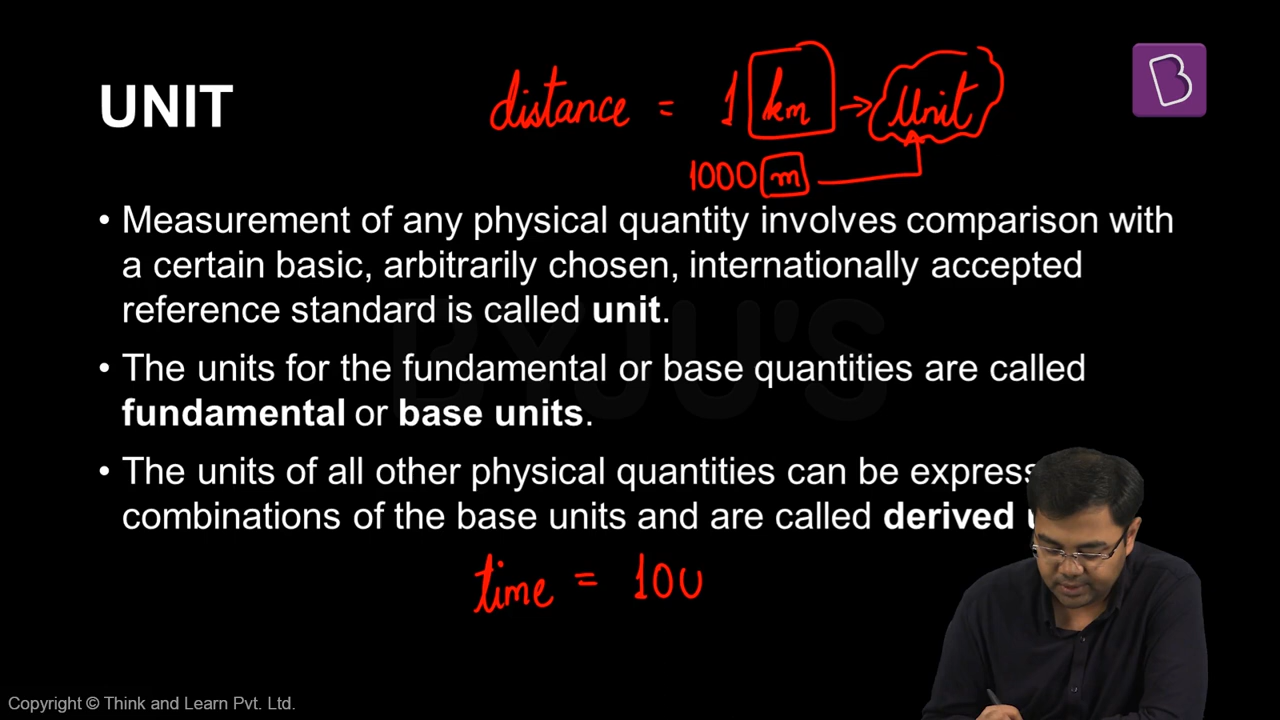 UNIT
distance = 1 km → Unit
1000 m
• Measurement of any physical quantity involves comparison with
a certain basic, arbitrarily chosen, internationally accepted
reference standard is called unit.
• The units for the fundamental or base quantities are called
fundamental or base units.
• The units of all other physical quantities can be express
combinations of the base units and are called derived u
time = 10
BYJU'S
Copyright © Think and Learn Pvt. Ltd.